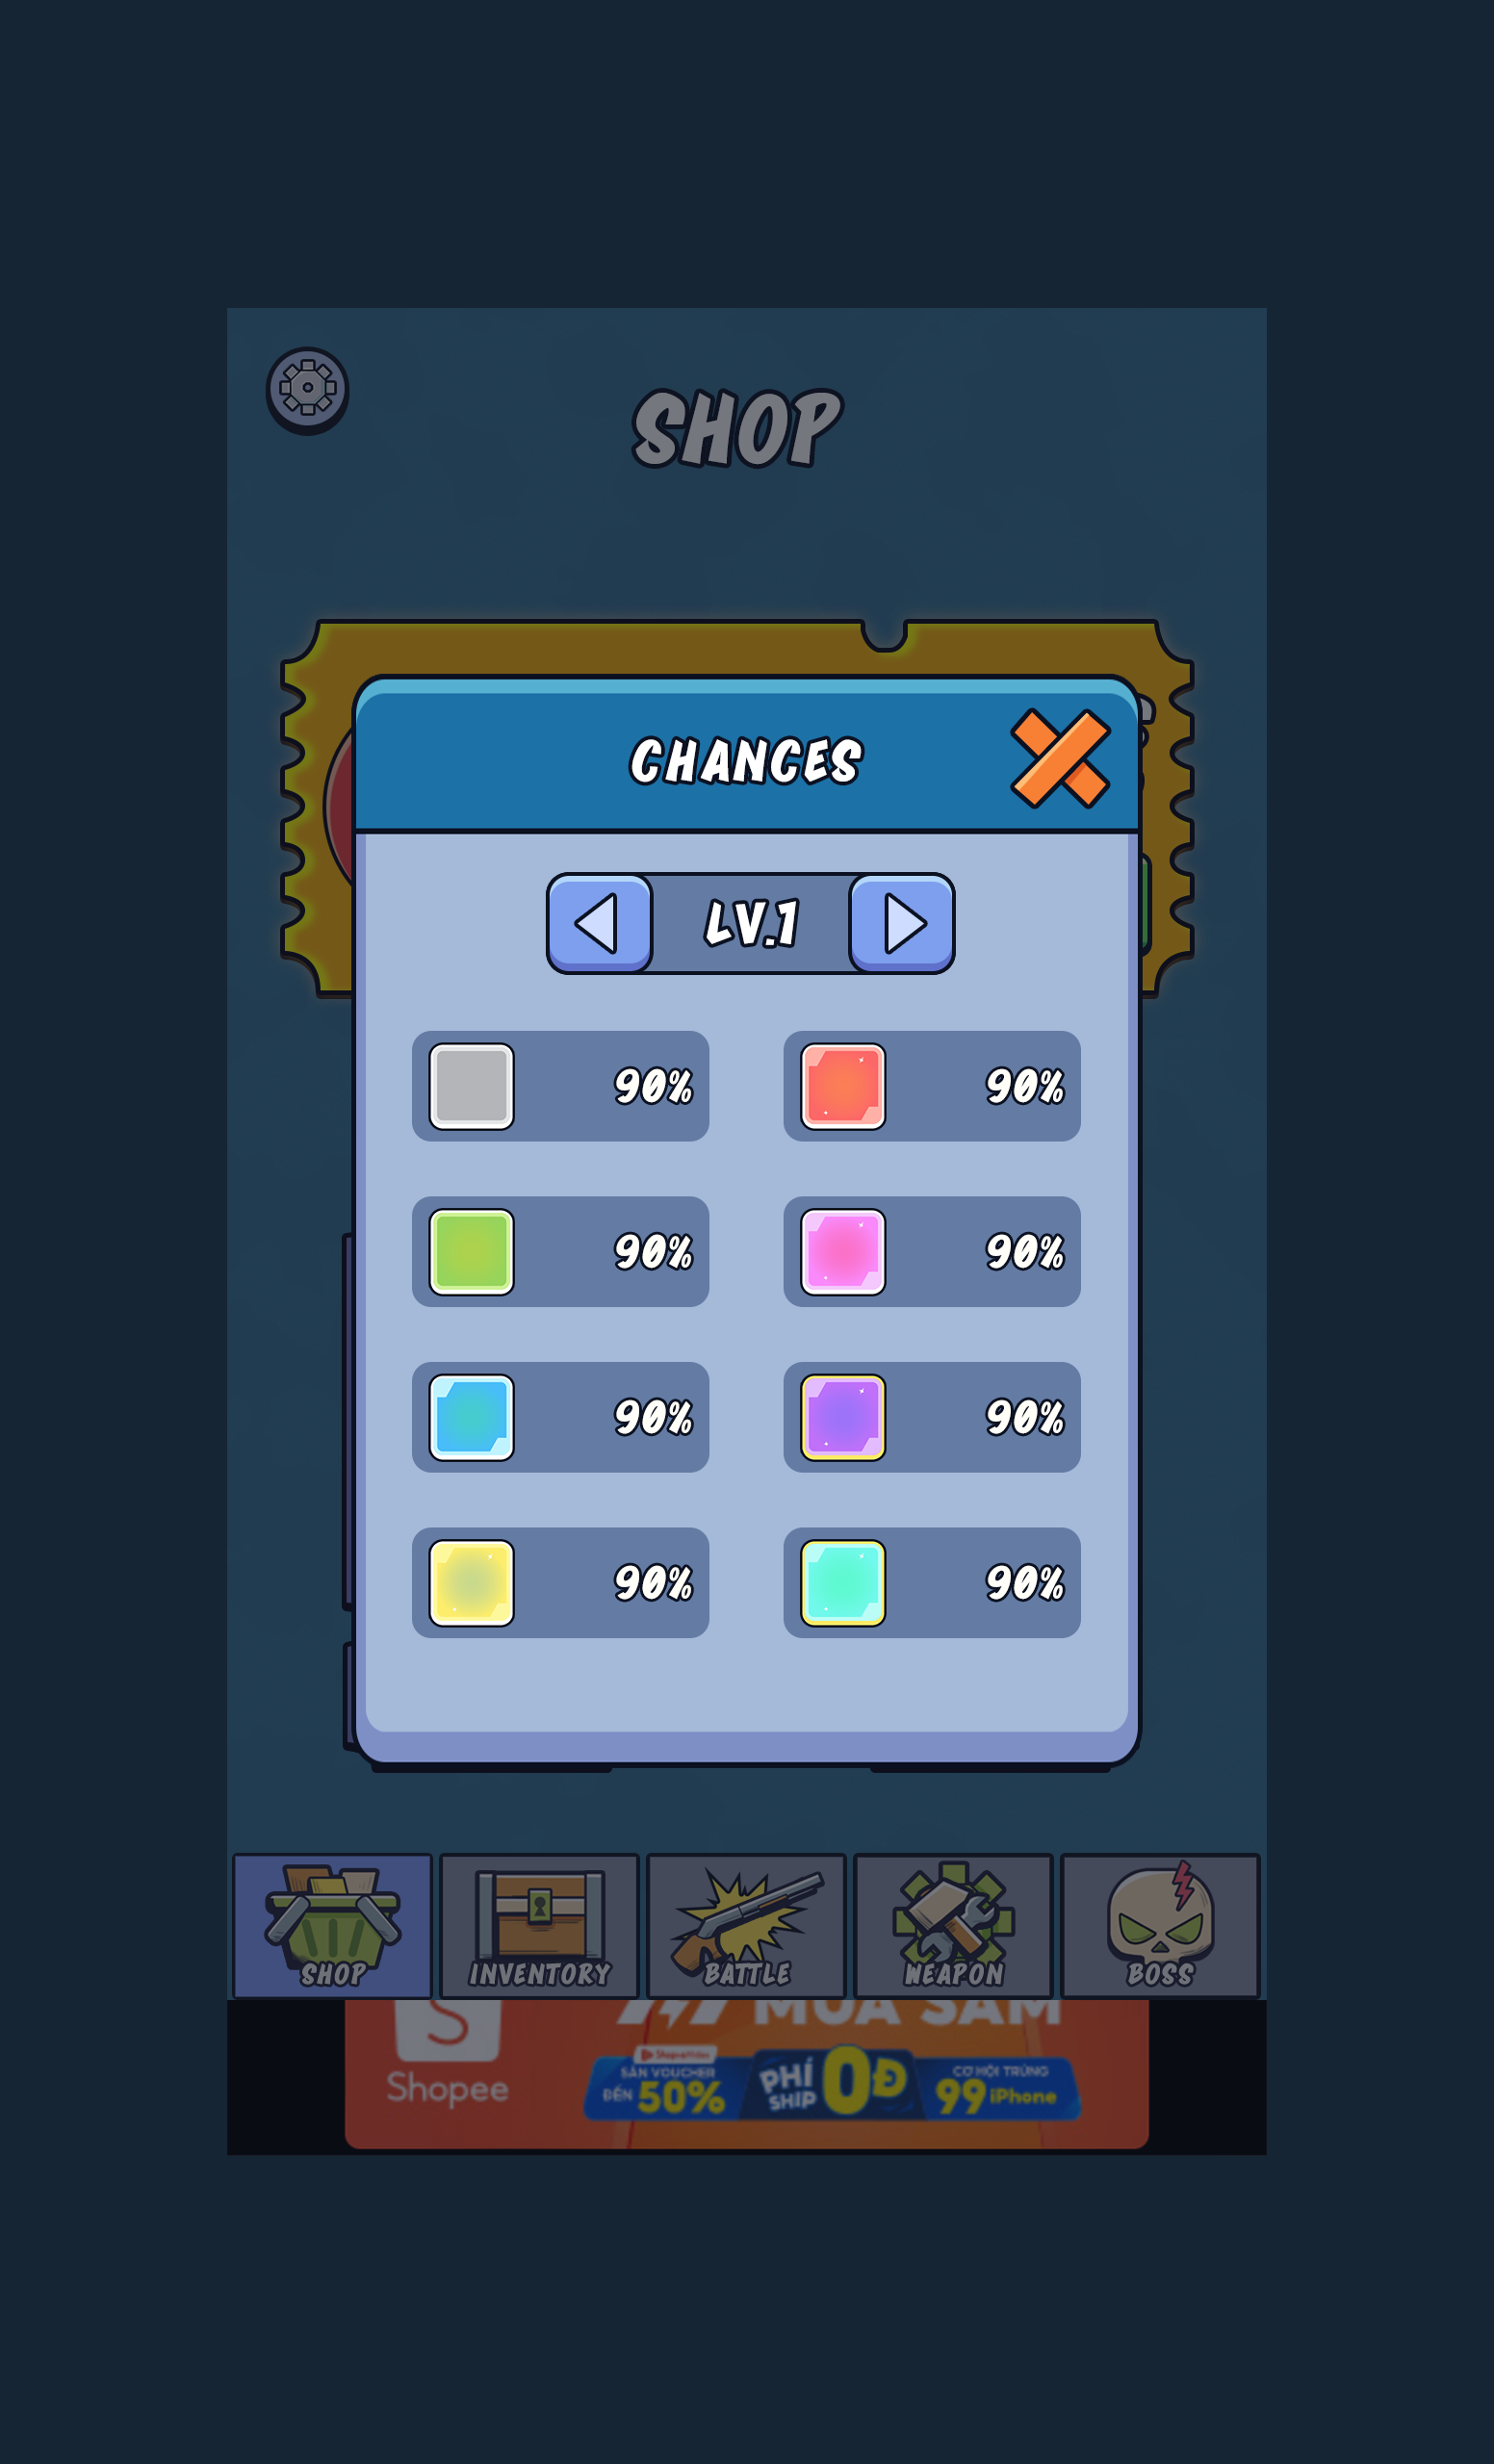 SHOP
CHANCES
LV.1
90% 90%
90% 90%
90% 90%
90% 90%
SHOP INVENTORY BATTLE WEAPON BOSS
MUA SẮM
Shopee
SĂN VOUCHER
ĐẾN 50%
PHÍ SHIP 0Đ
CƠ HỘI TRÚNG
99 iPhone